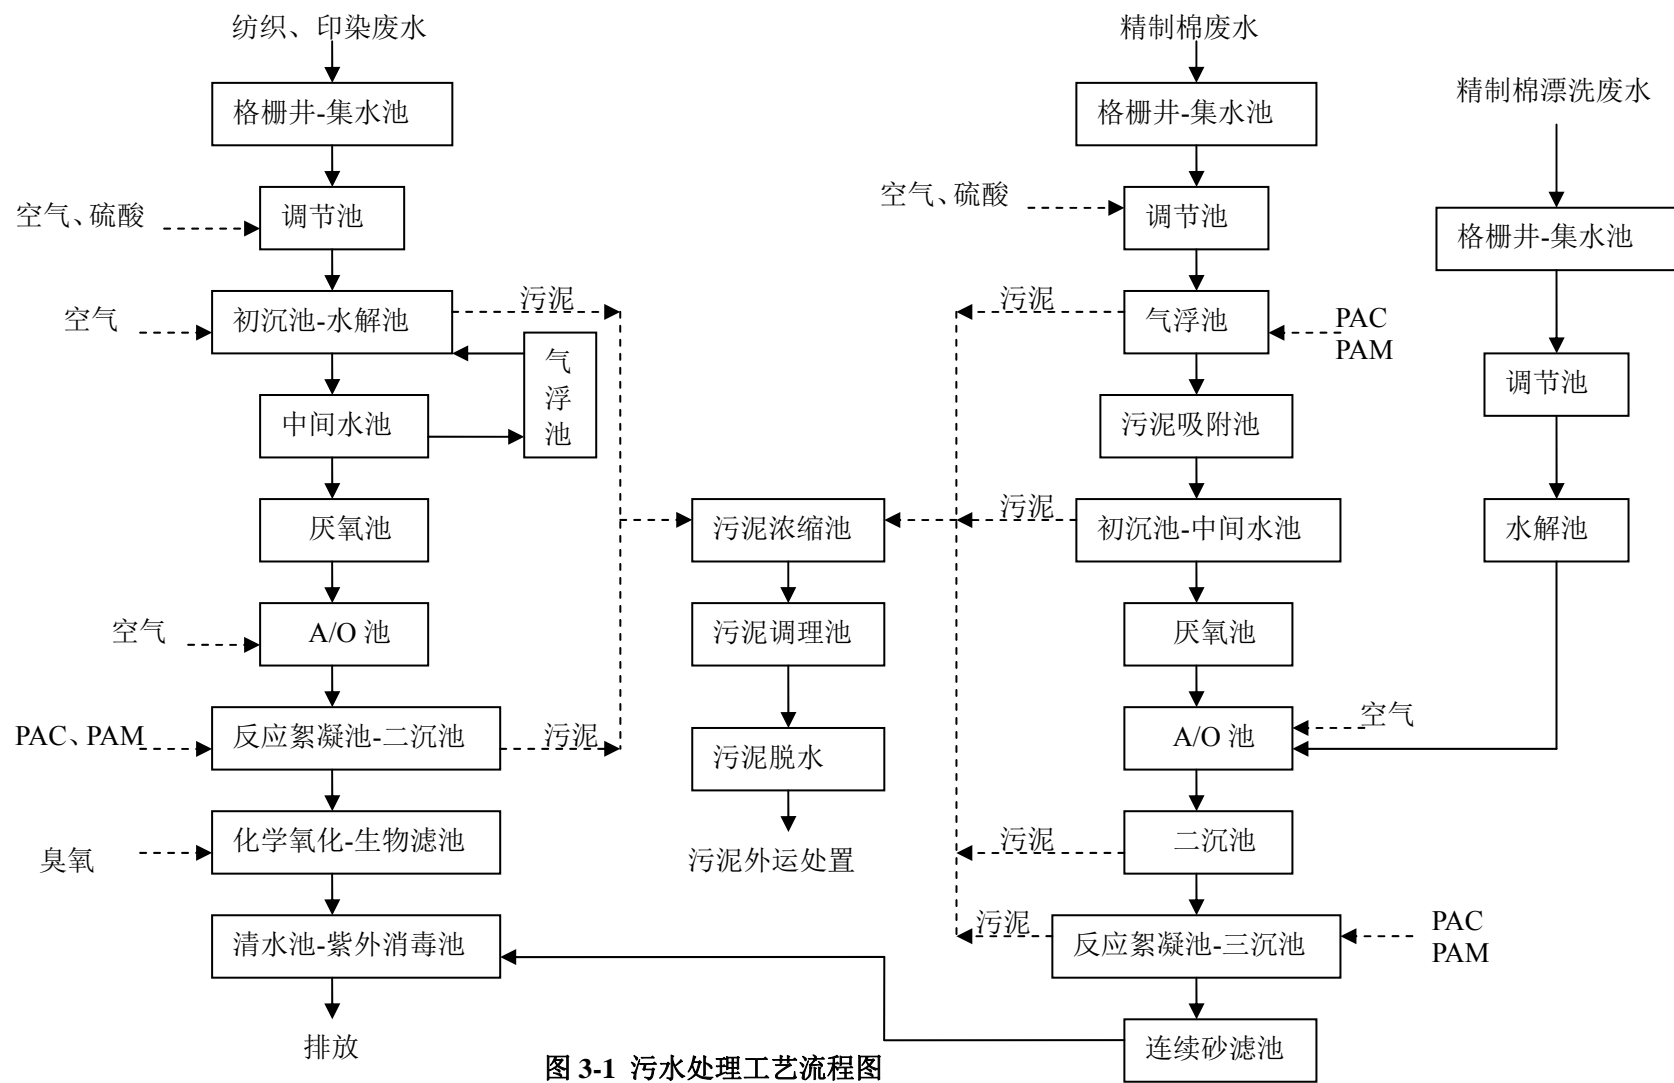 纺织、印染废水
格栅井-集水池
空气、硫酸
调节池
空气
初沉池-水解池
污泥
气
浮
池
中间水池
厌氧池
空气
A/O 池
PAC、PAM
反应絮凝池-二沉池
污泥
臭氧
化学氧化-生物滤池
清水池-紫外消毒池
排放
污泥浓缩池
污泥调理池
污泥脱水
污泥外运处置
精制棉废水
格栅井-集水池
空气、硫酸
调节池
污泥
气浮池
PAC
PAM
污泥吸附池
污泥
初沉池-中间水池
厌氧池
A/O 池
空气
污泥
二沉池
污泥
反应絮凝池-三沉池
PAC
PAM
连续砂滤池
精制棉漂洗废水
格栅井-集水池
调节池
水解池
图 3-1 污水处理工艺流程图